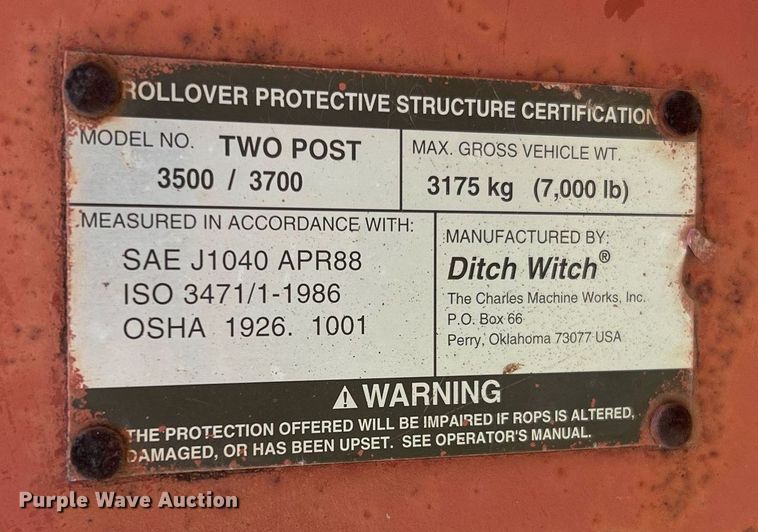 ROLLOVER PROTECTIVE STRUCTURE CERTIFICATION
MODEL NO. TWO POST
3500 / 3700
MAX. GROSS VEHICLE WT.
3175 kg (7,000 lb)
MEASURED IN ACCORDANCE WITH:
SAE J1040 APR88
ISO 3471/1-1986
OSHA 1926. 1001
MANUFACTURED BY:
Ditch Witch®
The Charles Machine Works, Inc.
P.O. Box 66
Perry, Oklahoma 73077 USA
⚠ WARNING
THE PROTECTION OFFERED WILL BE IMPAIRED IF ROPS IS ALTERED,
DAMAGED, OR HAS BEEN UPSET. SEE OPERATOR'S MANUAL.
Purple Wave Auction